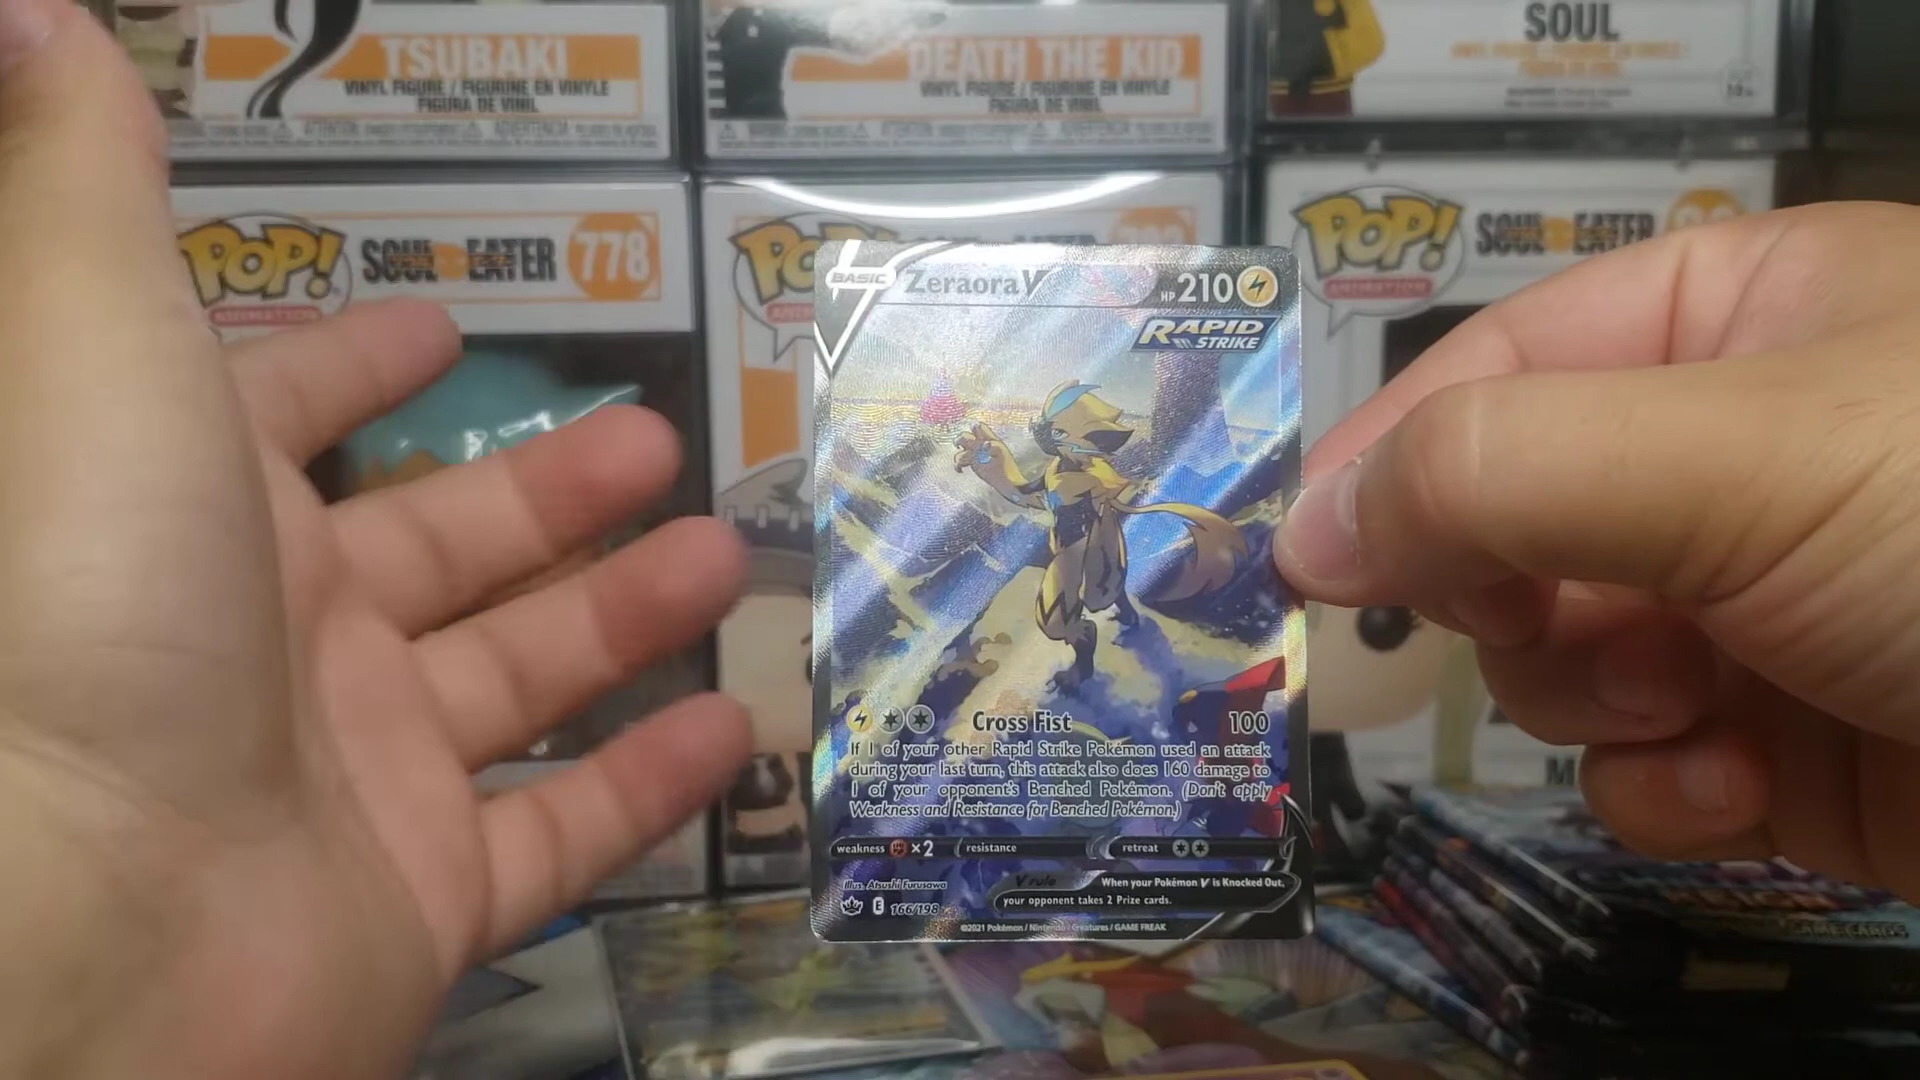 TSUBAKI
VINYL FIGURE / FIGURINE EN VINYLE
FIGURA DE VINIL
DEATH THE KID
VINYL FIGURE / FIGURINE EN VINYLE
FIGURA DE VINIL
SOUL
POP!
ANIMATION
SOUL EATER
778
POP!
ANIMATION
SOUL EATER
BASIC
Zeraora V
HP 210
RAPID
STRIKE
Cross Fist 100
If 1 of your other Rapid Strike Pokémon used an attack
during your last turn, this attack also does 160 damage to
1 of your opponent's Benched Pokémon. (Don't apply
Weakness and Resistance for Benched Pokémon.)
weakness ×2 resistance retreat
Illus. Atsushi Furusawa
V rule When your Pokémon V is Knocked Out,
your opponent takes 2 Prize cards.
E 166/198
©2021 Pokémon / Nintendo / Creatures / GAME FREAK